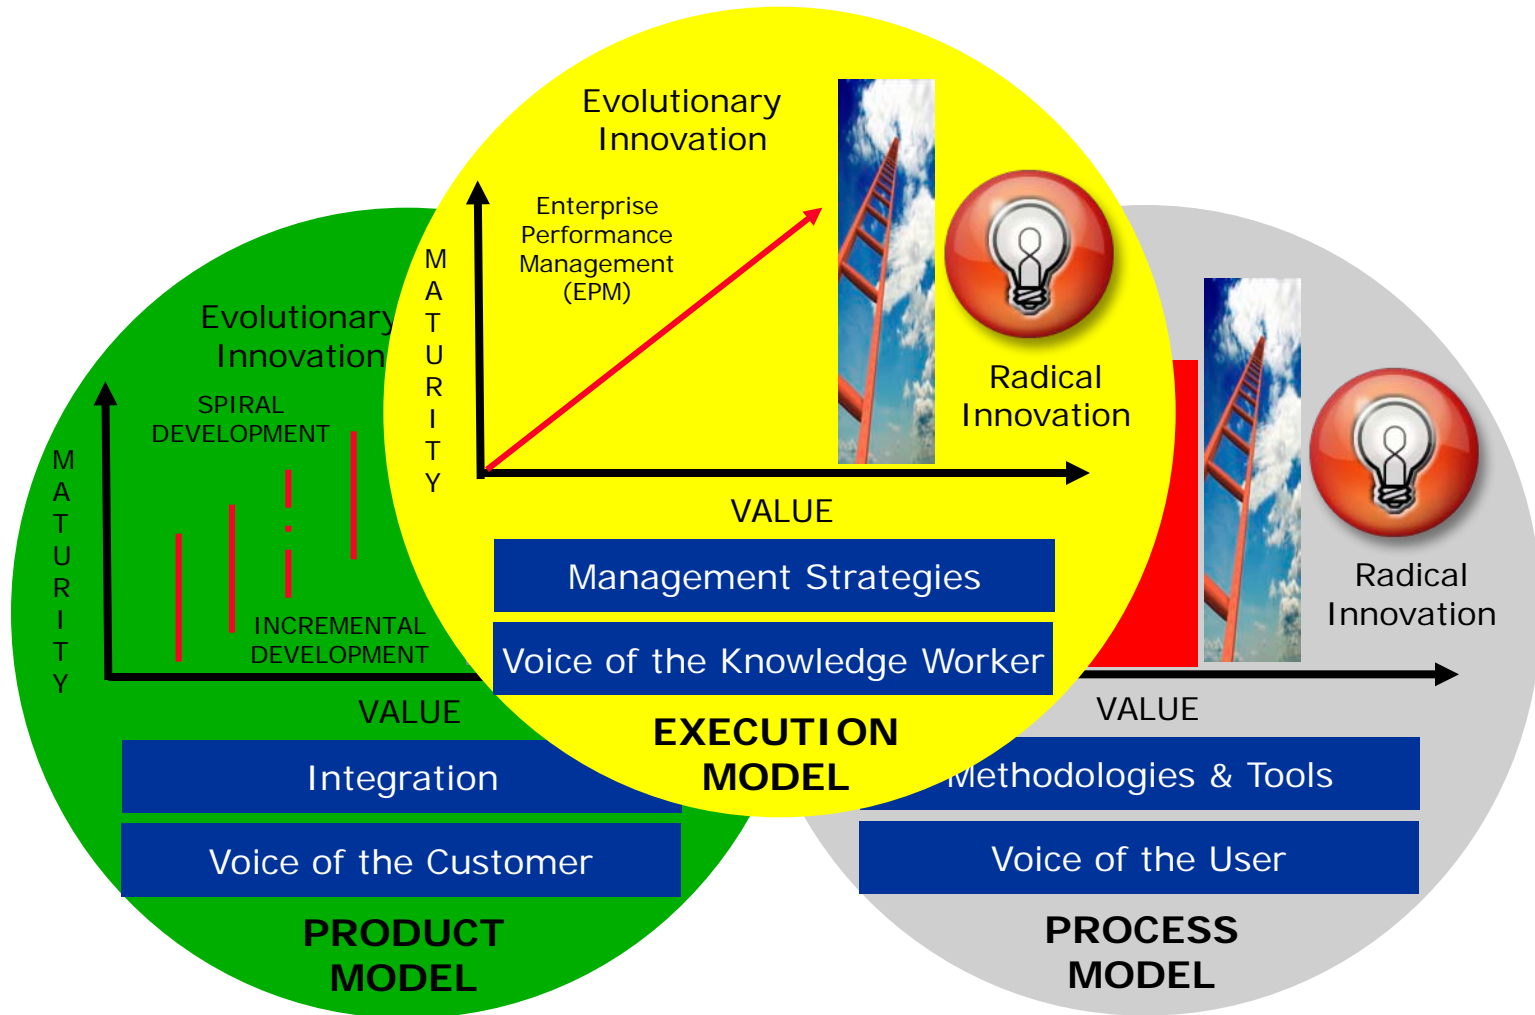 Evolutionary
Innovation
Enterprise
Performance
Management
(EPM)
M
A
T
U
R
I
T
Y
Radical
Innovation
VALUE
Management Strategies
Voice of the Knowledge Worker
EXECUTION
MODEL
Evolutionary
Innovation
SPIRAL
DEVELOPMENT
M
A
T
U
R
I
T
Y
INCREMENTAL
DEVELOPMENT
VALUE
Integration
Voice of the Customer
PRODUCT
MODEL
Radical
Innovation
VALUE
Methodologies & Tools
Voice of the User
PROCESS
MODEL